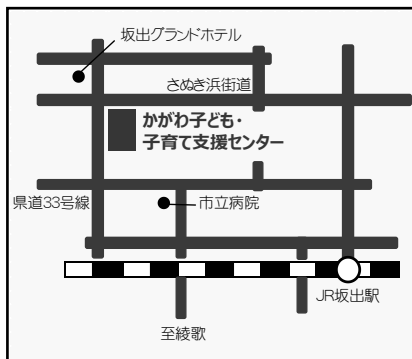 坂出グランドホテル
さぬき浜街道
かがわ子ども・
子育て支援センター
県道33号線
市立病院
JR坂出駅
至綾歌